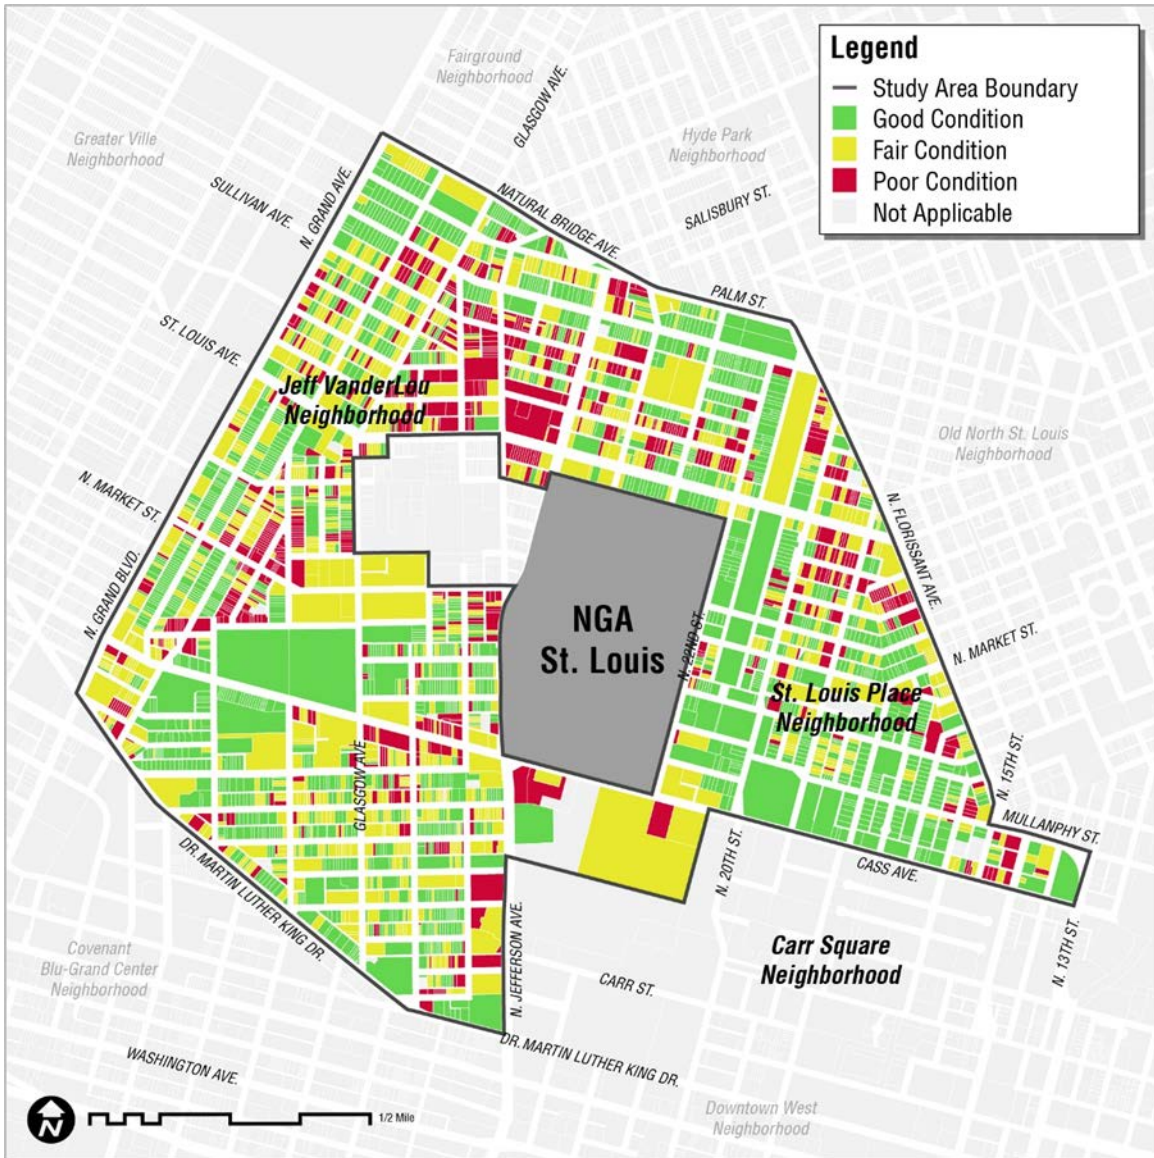 Legend
Study Area Boundary
Good Condition
Fair Condition
Poor Condition
Not Applicable
Fairground
Neighborhood
GLASGOW AVE.
Greater Ville
Neighborhood
Hyde Park
Neighborhood
SULLIVAN AVE.
N. GRAND AVE.
NATURAL BRIDGE AVE.
SALISBURY ST.
PALM ST.
ST. LOUIS AVE.
Jeff VanderLou
Neighborhood
Old North St. Louis
Neighborhood
N. MARKET ST.
N. FLORISSANT AVE.
N. GRAND BLVD.
NGA
St. Louis
N. 22ND ST.
N. MARKET ST.
St. Louis Place
Neighborhood
GLASGOW AVE
N. 15TH ST.
MULLANPHY ST.
DR. MARTIN LUTHER KING DR.
N. 20TH ST.
CASS AVE.
Covenant
Blu-Grand Center
Neighborhood
N. JEFFERSON AVE.
Carr Square
Neighborhood
N. 13TH ST.
CARR ST.
DR. MARTIN LUTHER KING DR.
WASHINGTON AVE.
N
1/2 Mile
Downtown West
Neighborhood